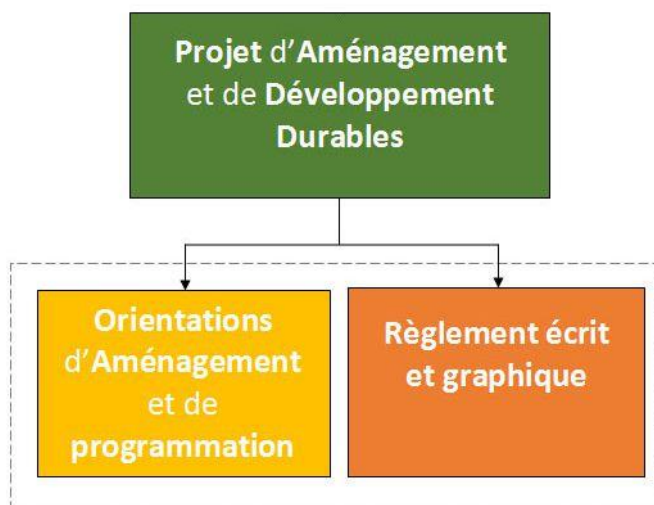 Projet d'Aménagement
et de Développement
Durables
Orientations
d'Aménagement
et de
programmation
Règlement écrit
et graphique